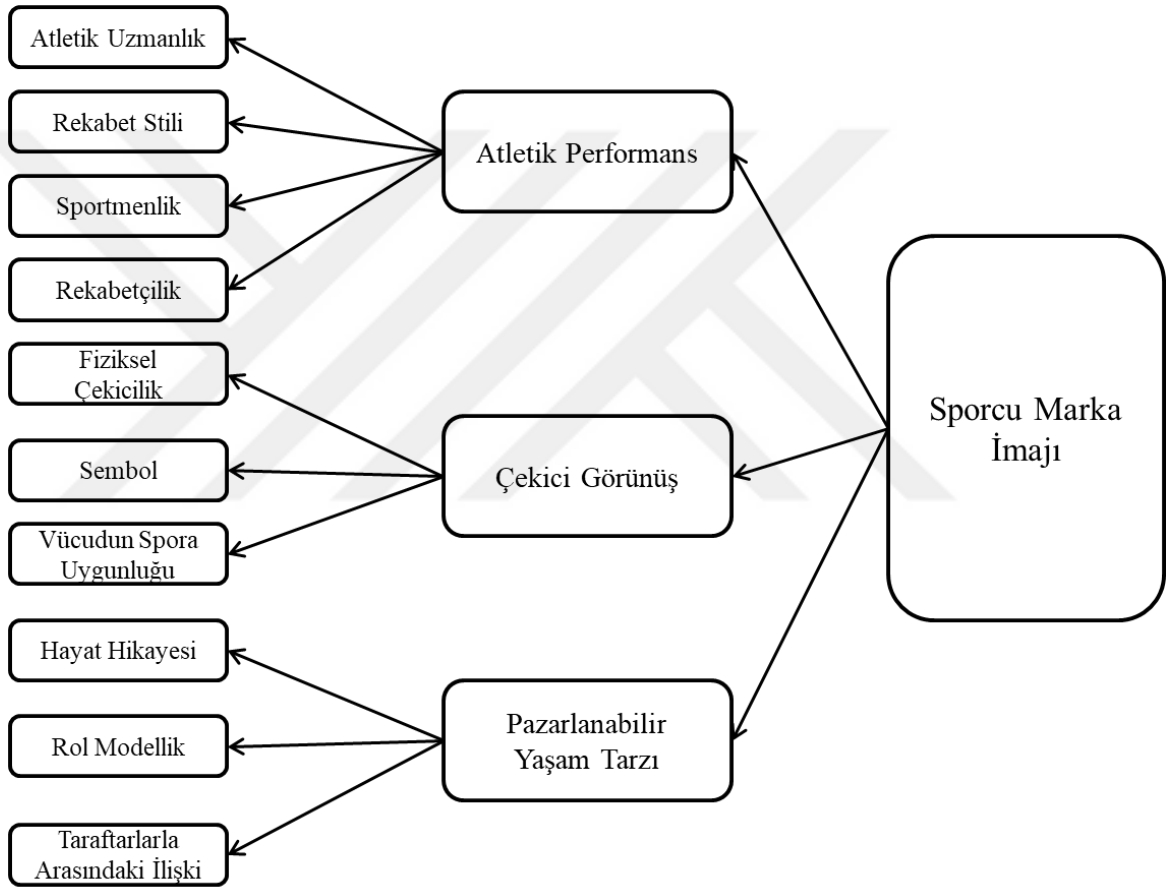 Atletik Uzmanlık
Rekabet Stili
Sportmenlik
Rekabetçilik
Fiziksel
Çekicilik
Sembol
Vücudun Spora
Uygunluğu
Hayat Hikayesi
Rol Modellik
Taraftarlarla
Arasındaki İlişki
Atletik Performans
Çekici Görünüş
Pazarlanabilir
Yaşam Tarzı
Sporcu Marka
İmajı